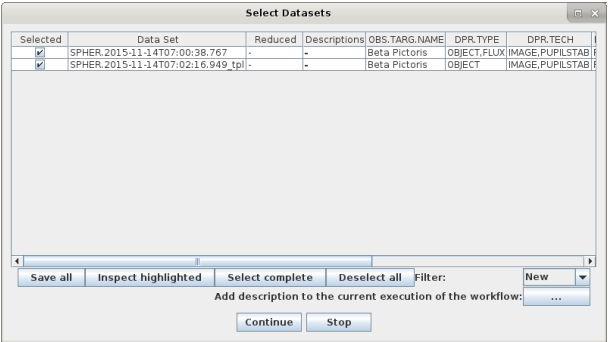 Select Datasets
Selected Data Set Reduced Descriptions OBS.TARG.NAME DPR.TYPE DPR.TECH
SPHER.2015-11-14T07:00:38.767 - - Beta Pictoris OBJECT,FLUX IMAGE,PUPILSTAB
SPHER.2015-11-14T07:02:16.949_tpl - - Beta Pictoris OBJECT IMAGE,PUPILSTAB
Save all Inspect highlighted Select complete Deselect all Filter: New
Add description to the current execution of the workflow: ...
Continue Stop